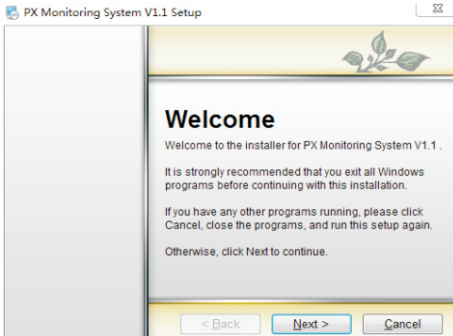 PX Monitoring System V1.1 Setup
Welcome
Welcome to the installer for PX Monitoring System V1.1 .
It is strongly recommended that you exit all Windows
programs before continuing with this installation.
If you have any other programs running, please click
Cancel, close the programs, and run this setup again.
Otherwise, click Next to continue.
< Back Next > Cancel